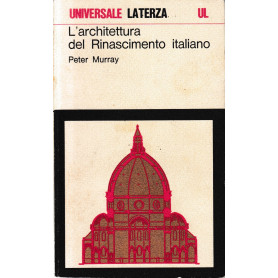 UNIVERSALE LATERZA. UL
L'architettura
del Rinascimento italiano
Peter Murray